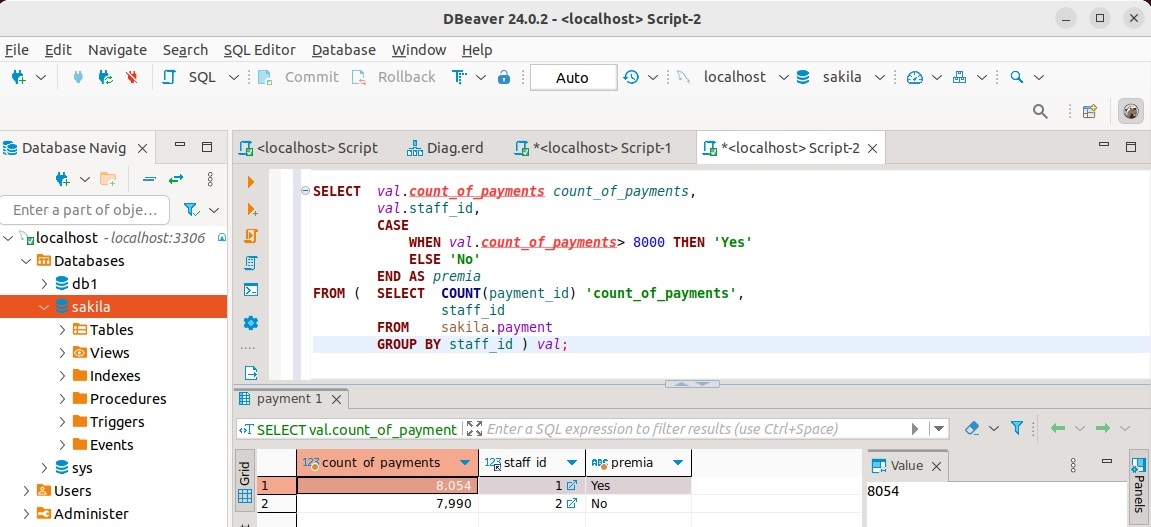 DBeaver 24.0.2 - <localhost> Script-2
File Edit Navigate Search SQL Editor Database Window Help
SQL Commit Rollback Auto localhost sakila
Database Navig
<localhost> Script Diag.erd *<localhost> Script-1 *<localhost> Script-2
Enter a part of obje...
localhost - localhost:3306
Databases
db1
sakila
Tables
Views
Indexes
Procedures
Triggers
Events
sys
Users
Administer
SELECT val.count_of_payments count_of_payments,
val.staff_id,
CASE
WHEN val.count_of_payments> 8000 THEN 'Yes'
ELSE 'No'
END AS premia
FROM ( SELECT COUNT(payment_id) 'count_of_payments',
staff_id
FROM sakila.payment
GROUP BY staff_id ) val;
payment 1
SELECT val.count_of_payment Enter a SQL expression to filter results (use Ctrl+Space)
Grid
123 count_of_payments 123 staff_id ABC premia
1 8,054 1 Yes
2 7,990 2 No
Value
8054
Panels